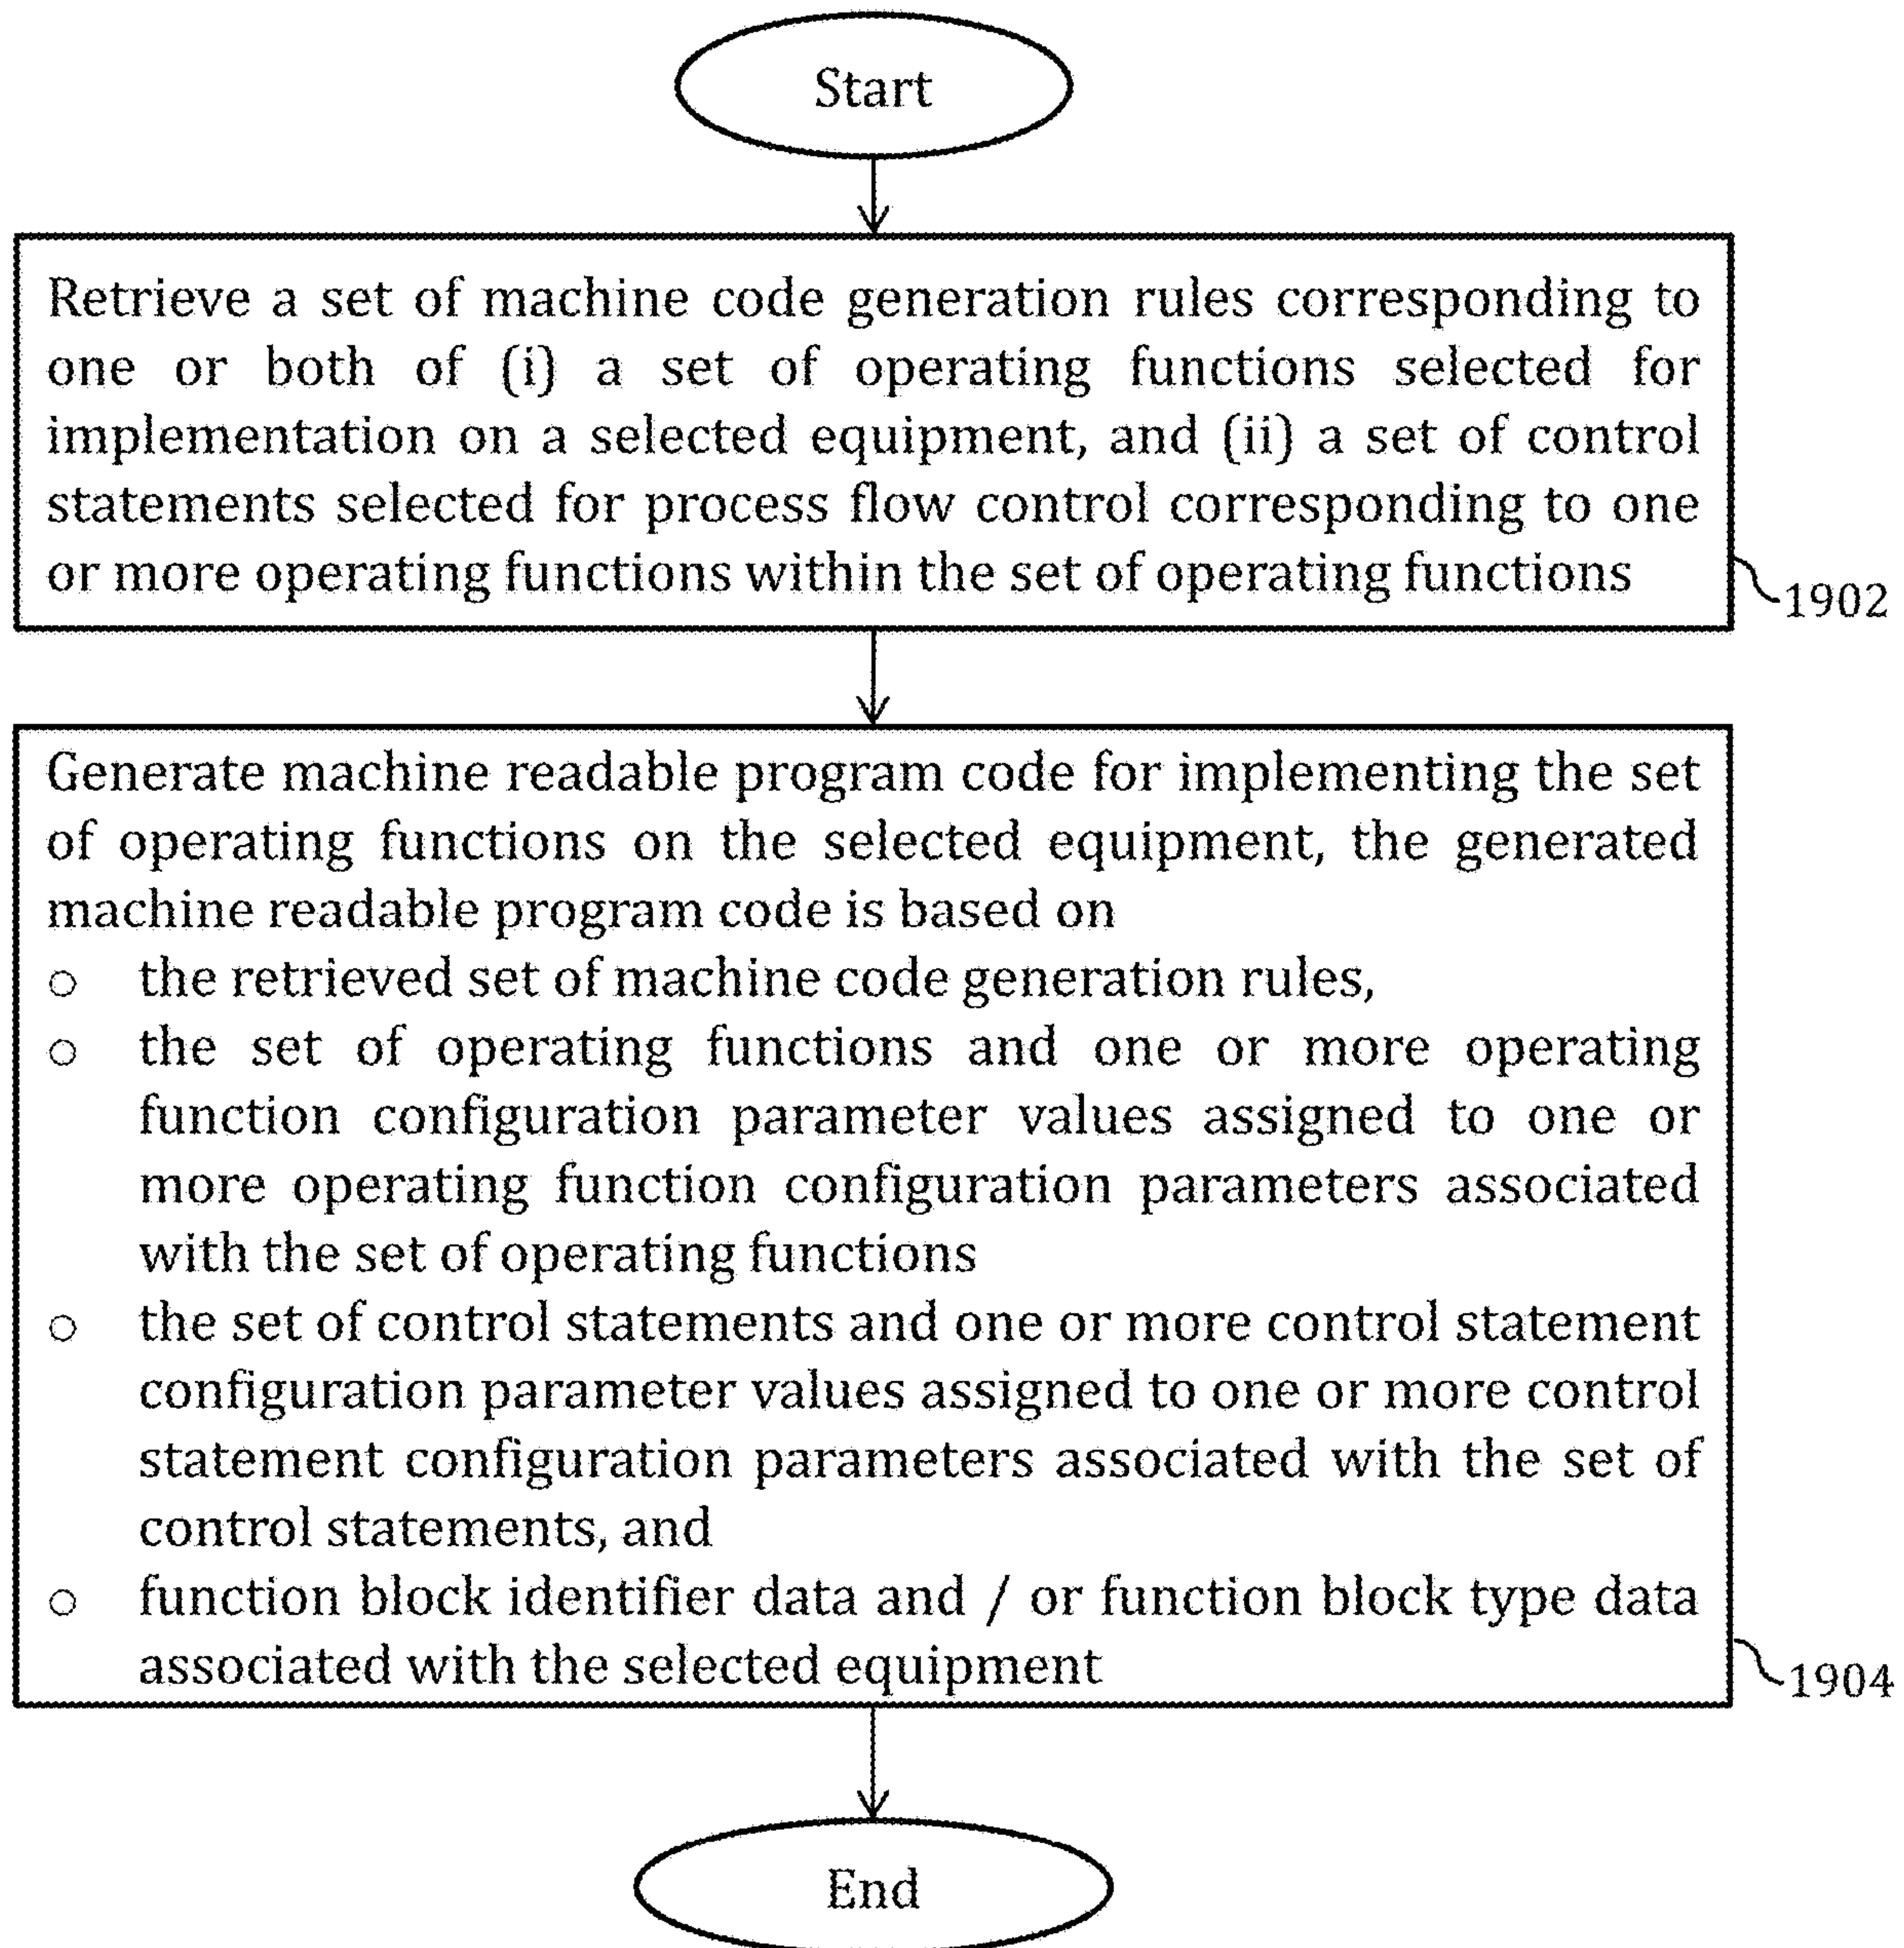 Start
Retrieve a set of machine code generation rules corresponding to
one or both of (i) a set of operating functions selected for
implementation on a selected equipment, and (ii) a set of control
statements selected for process flow control corresponding to one
or more operating functions within the set of operating functions
1902
Generate machine readable program code for implementing the set
of operating functions on the selected equipment, the generated
machine readable program code is based on
○ the retrieved set of machine code generation rules,
○ the set of operating functions and one or more operating
function configuration parameter values assigned to one or
more operating function configuration parameters associated
with the set of operating functions
○ the set of control statements and one or more control statement
configuration parameter values assigned to one or more control
statement configuration parameters associated with the set of
control statements, and
○ function block identifier data and / or function block type data
associated with the selected equipment
1904
End